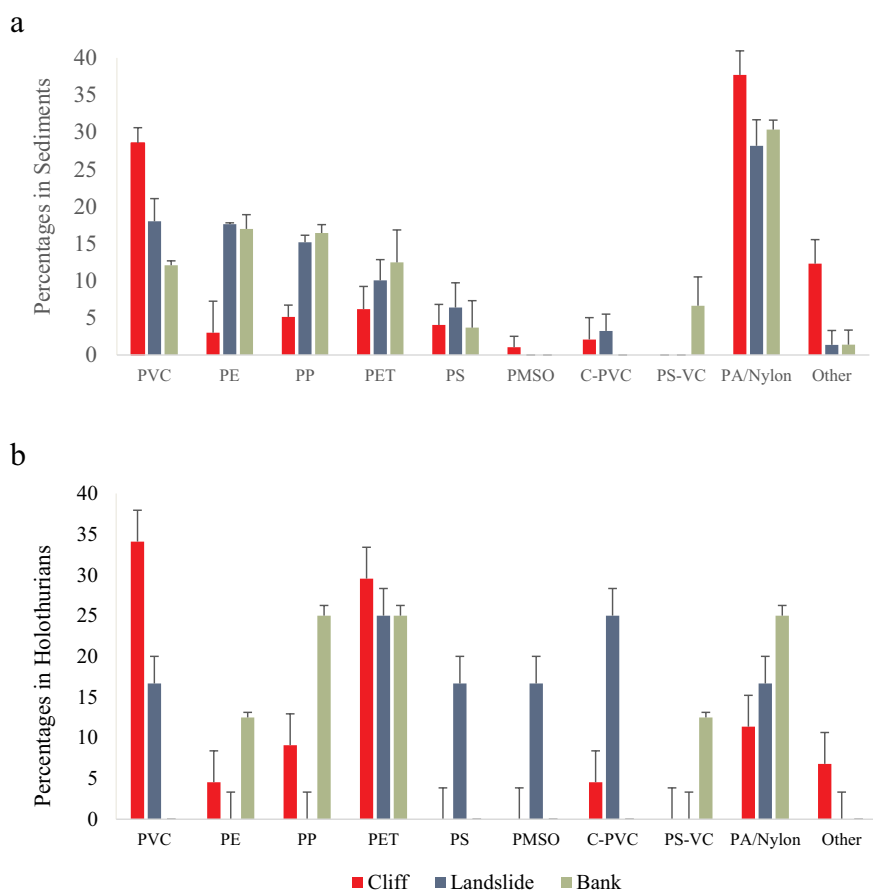 a
Percentages in Sediments
40
35
30
25
20
15
10
5
0
PVC PE PP PET PS PMSO C-PVC PS-VC PA/Nylon Other
b
Percentages in Holothurians
40
35
30
25
20
15
10
5
0
PVC PE PP PET PS PMSO C-PVC PS-VC PA/Nylon Other
Cliff Landslide Bank